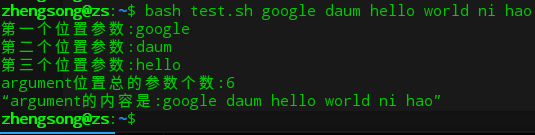 zhengsong@zs:~$ bash test.sh google daum hello world ni hao
第一个位置参数:google
第二个位置参数:daum
第三个位置参数:hello
argument位置总的参数个数:6
“argument的内容是:google daum hello world ni hao”
zhengsong@zs:~$